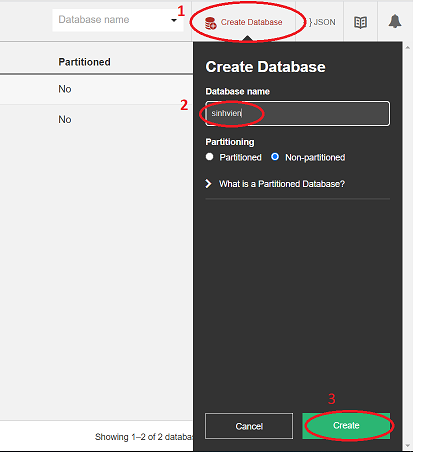 1
Database name
Create Database
} JSON
Partitioned
No
No
Create Database
Database name
2
sinhvien
Partitioning
Partitioned
Non-partitioned
What is a Partitioned Database?
3
Cancel
Create
Showing 1–2 of 2 databas